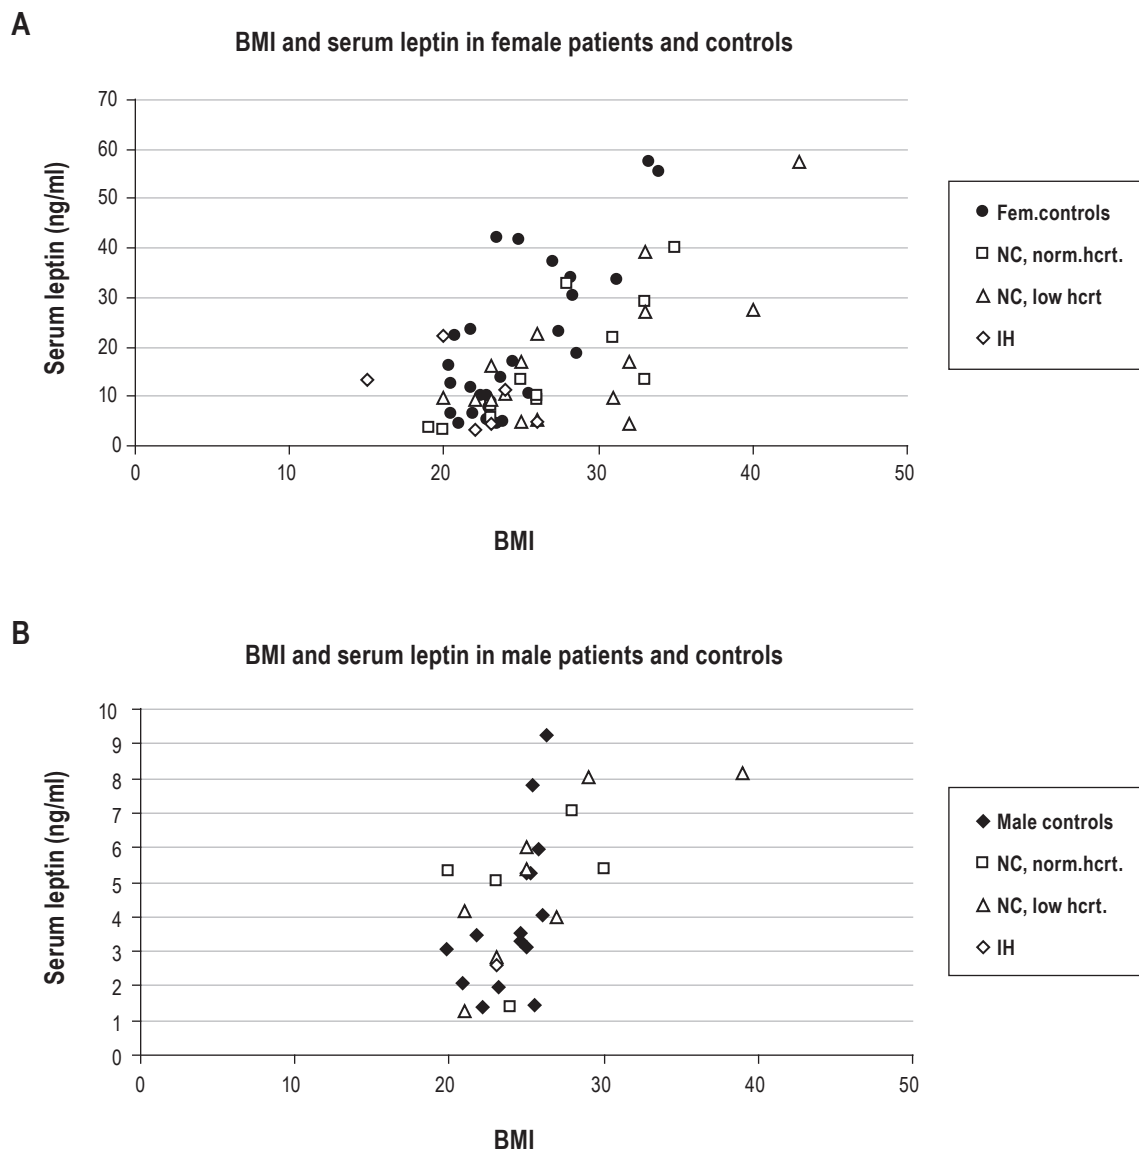 A
BMI and serum leptin in female patients and controls
70
60
50
40
30
20
10
0
Serum leptin (ng/ml)
0 10 20 30 40 50
BMI
Fem.controls
NC, norm.hcrt.
NC, low hcrt
IH
B
BMI and serum leptin in male patients and controls
10
9
8
7
6
5
4
3
2
1
0
Serum leptin (ng/ml)
0 10 20 30 40 50
BMI
Male controls
NC, norm.hcrt.
NC, low hcrt.
IH